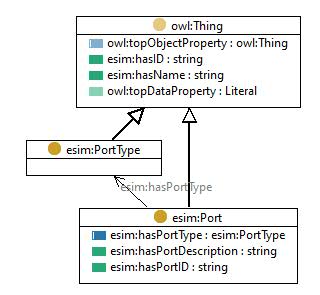 owl:Thing
owl:topObjectProperty : owl:Thing
esim:hasID : string
esim:hasName : string
owl:topDataProperty : Literal
esim:PortType
esim:hasPortType
esim:Port
esim:hasPortType : esim:PortType
esim:hasPortDescription : string
esim:hasPortID : string